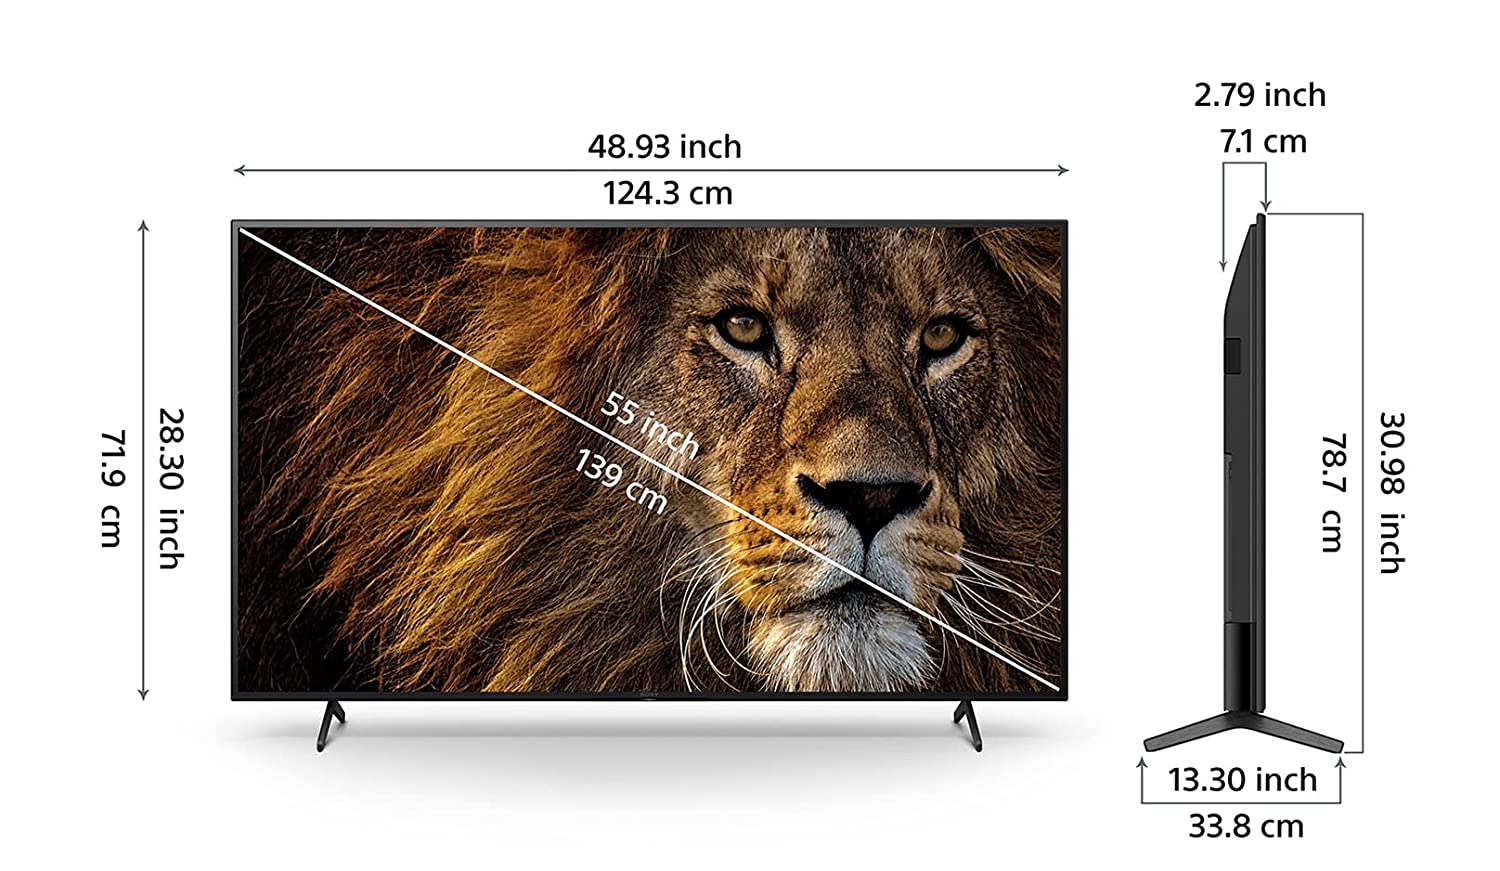 2.79 inch
7.1 cm
48.93 inch
124.3 cm
28.30 inch
71.9 cm
55 inch
139 cm
30.98 inch
78.7 cm
SONY
13.30 inch
33.8 cm